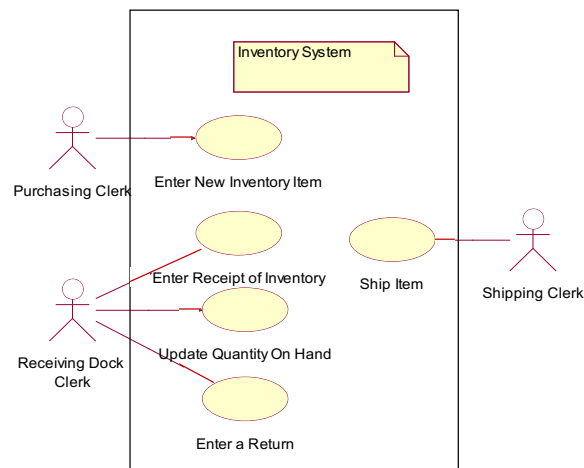 Inventory System
Enter New Inventory Item
Purchasing Clerk
Enter Receipt of Inventory
Ship Item
Shipping Clerk
Update Quantity On Hand
Receiving Dock
Clerk
Enter a Return